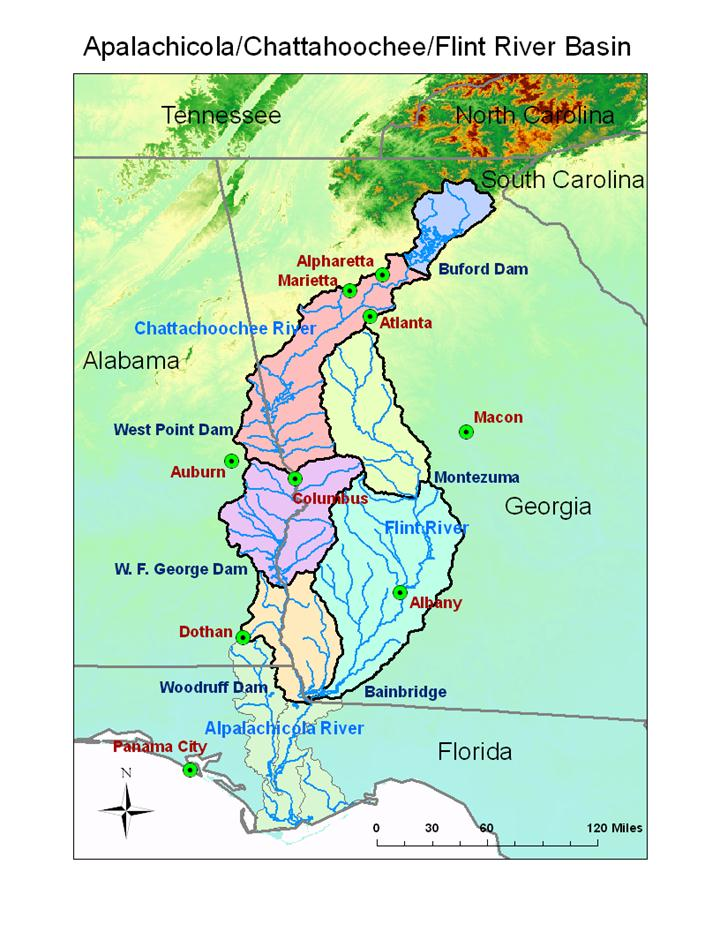 Apalachicola/Chattahoochee/Flint River Basin
Tennessee
North Carolina
South Carolina
Alpharetta
Buford Dam
Marietta
Chattachoochee River
Atlanta
Alabama
Macon
West Point Dam
Auburn
Montezuma
Columbus
Georgia
Flint River
W. F. George Dam
Albany
Dothan
Woodruff Dam
Bainbridge
Alpalachicola River
Panama City
Florida
N
0 30 60 120 Miles